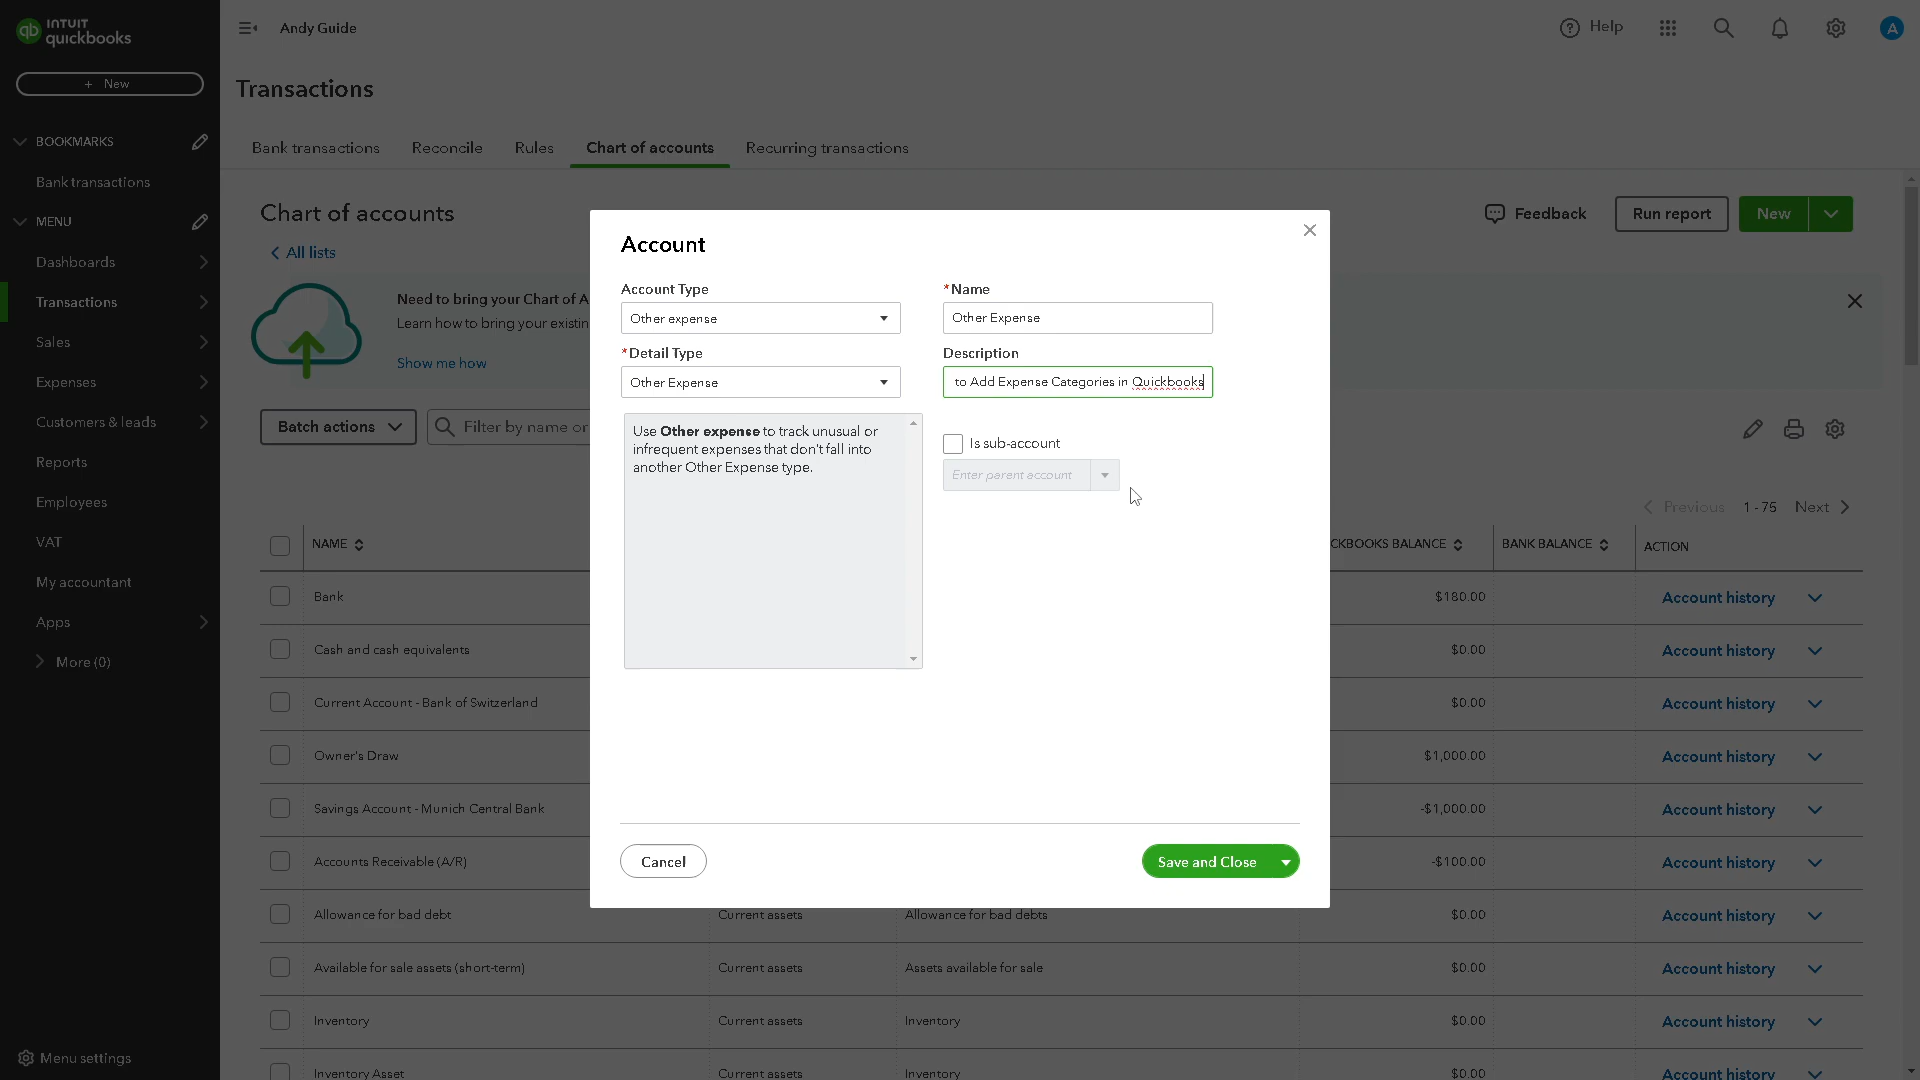 INTUIT
quickbooks
Andy Guide
Help
A
+ New
Transactions
BOOKMARKS
Bank transactions
Reconcile
Rules
Chart of accounts
Recurring transactions
Bank transactions
MENU
Chart of accounts
Feedback
Run report
New
All lists
Dashboards
Transactions
Sales
Expenses
Customers & leads
Reports
Employees
VAT
My accountant
Apps
More (0)
Menu settings
Need to bring your Chart of A
Learn how to bring your existin
Show me how
Batch actions
Filter by name or
Account
Account Type
Other expense
*Name
Other Expense
*Detail Type
Other Expense
Description
to Add Expense Categories in Quickbooks
Use Other expense to track unusual or
infrequent expenses that don't fall into
another Other Expense type.
Is sub-account
Enter parent account
Cancel
Save and Close
Previous 1 - 75 Next
NAME
CKBOOKS BALANCE
BANK BALANCE
ACTION
Bank $180.00 Account history
Cash and cash equivalents $0.00 Account history
Current Account - Bank of Switzerland $0.00 Account history
Owner's Draw $1,000.00 Account history
Savings Account - Munich Central Bank -$1,000.00 Account history
Accounts Receivable (A/R) -$100.00 Account history
Allowance for bad debt Current assets Allowance for bad debts $0.00 Account history
Available for sale assets (short-term) Current assets Assets available for sale $0.00 Account history
Inventory Current assets Inventory $0.00 Account history
Inventory Asset Current assets Inventory $0.00 Account history